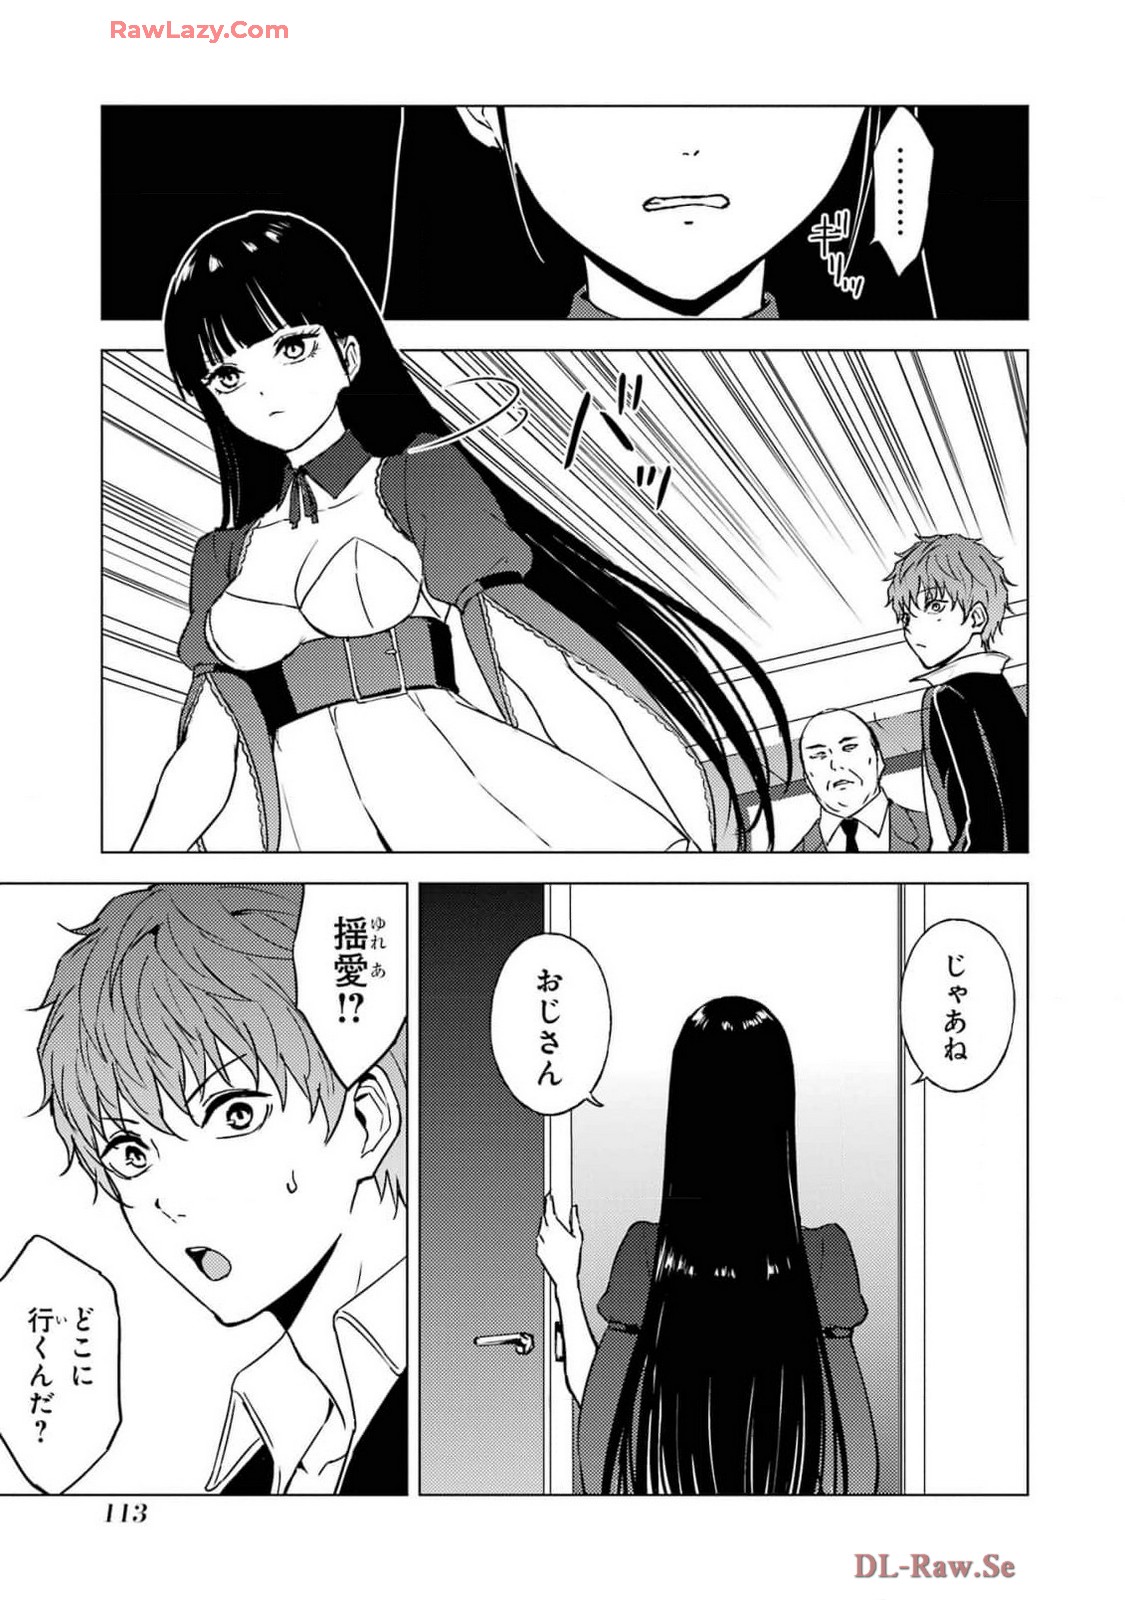 RawLazy.Com
………
ギリッ
バッ
じゃあね
おじさん
揺愛!?
ゆれあ
どこに
行くんだ?
い
113
DL-Raw.Se